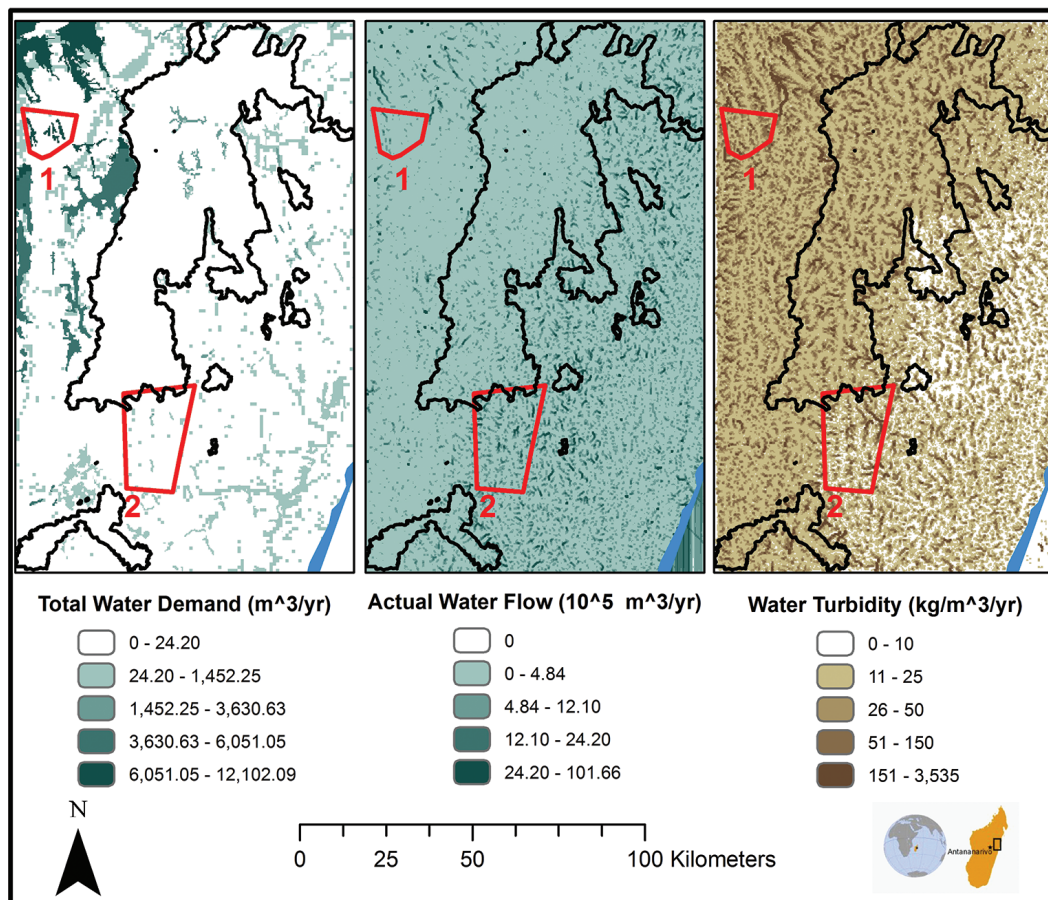 1
2
1
2
1
2
Total Water Demand (m^3/yr)
0 - 24.20
24.20 - 1,452.25
1,452.25 - 3,630.63
3,630.63 - 6,051.05
6,051.05 - 12,102.09
Actual Water Flow (10^5 m^3/yr)
0
0 - 4.84
4.84 - 12.10
12.10 - 24.20
24.20 - 101.66
Water Turbidity (kg/m^3/yr)
0 - 10
11 - 25
26 - 50
51 - 150
151 - 3,535
N
0 25 50 100 Kilometers
Antananarivo